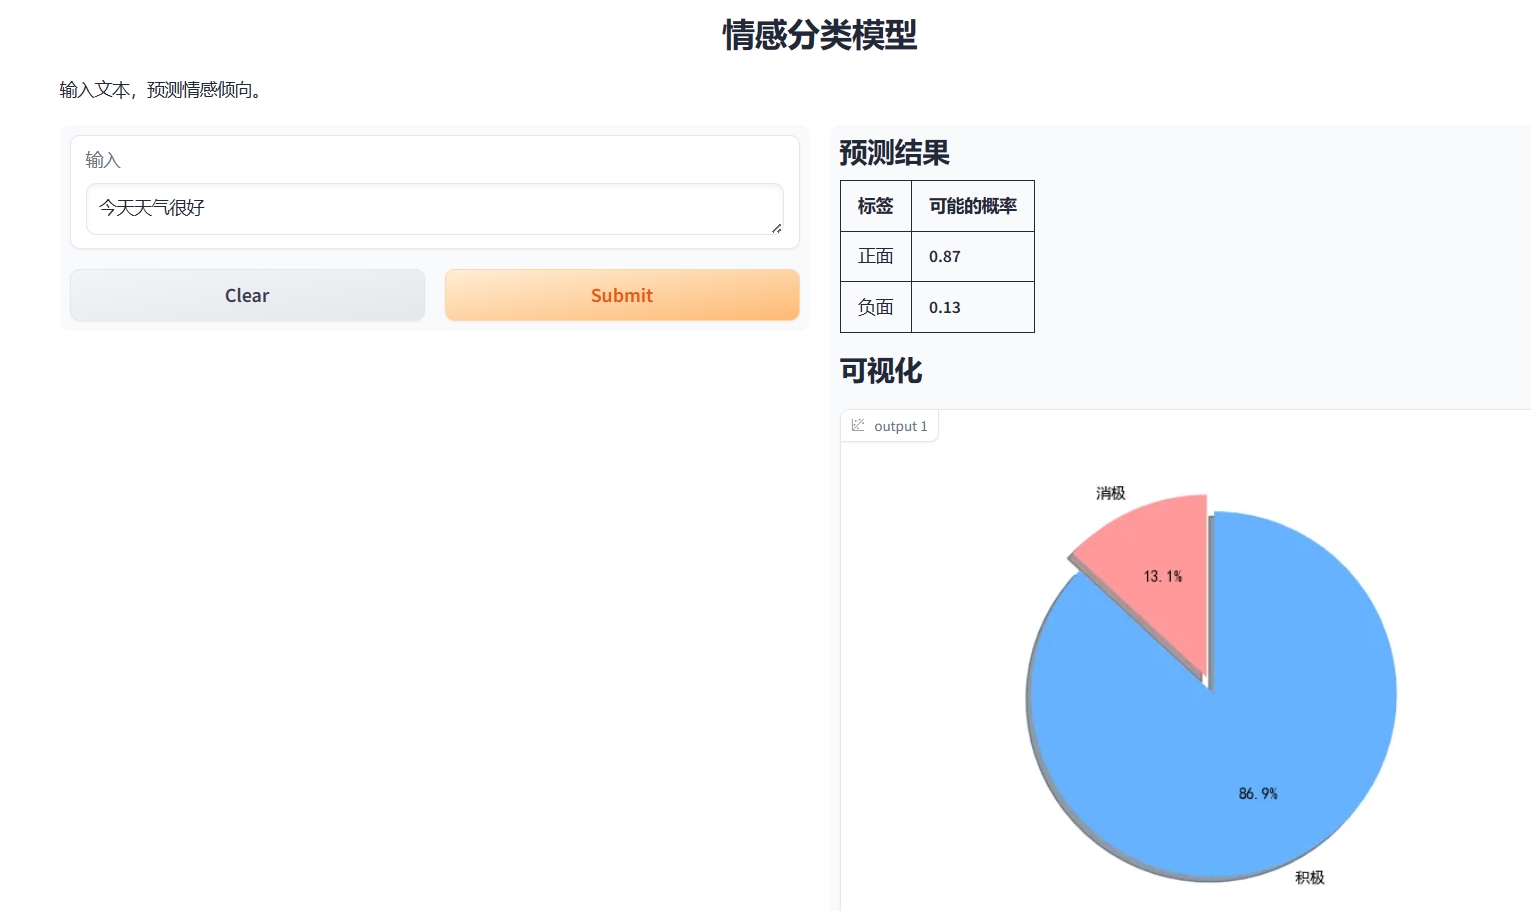 情感分类模型
输入文本，预测情感倾向。
输入
今天天气很好
Clear
Submit
预测结果
标签 可能的概率
正面 0.87
负面 0.13
可视化
output 1
消极
13.1%
86.9%
积极